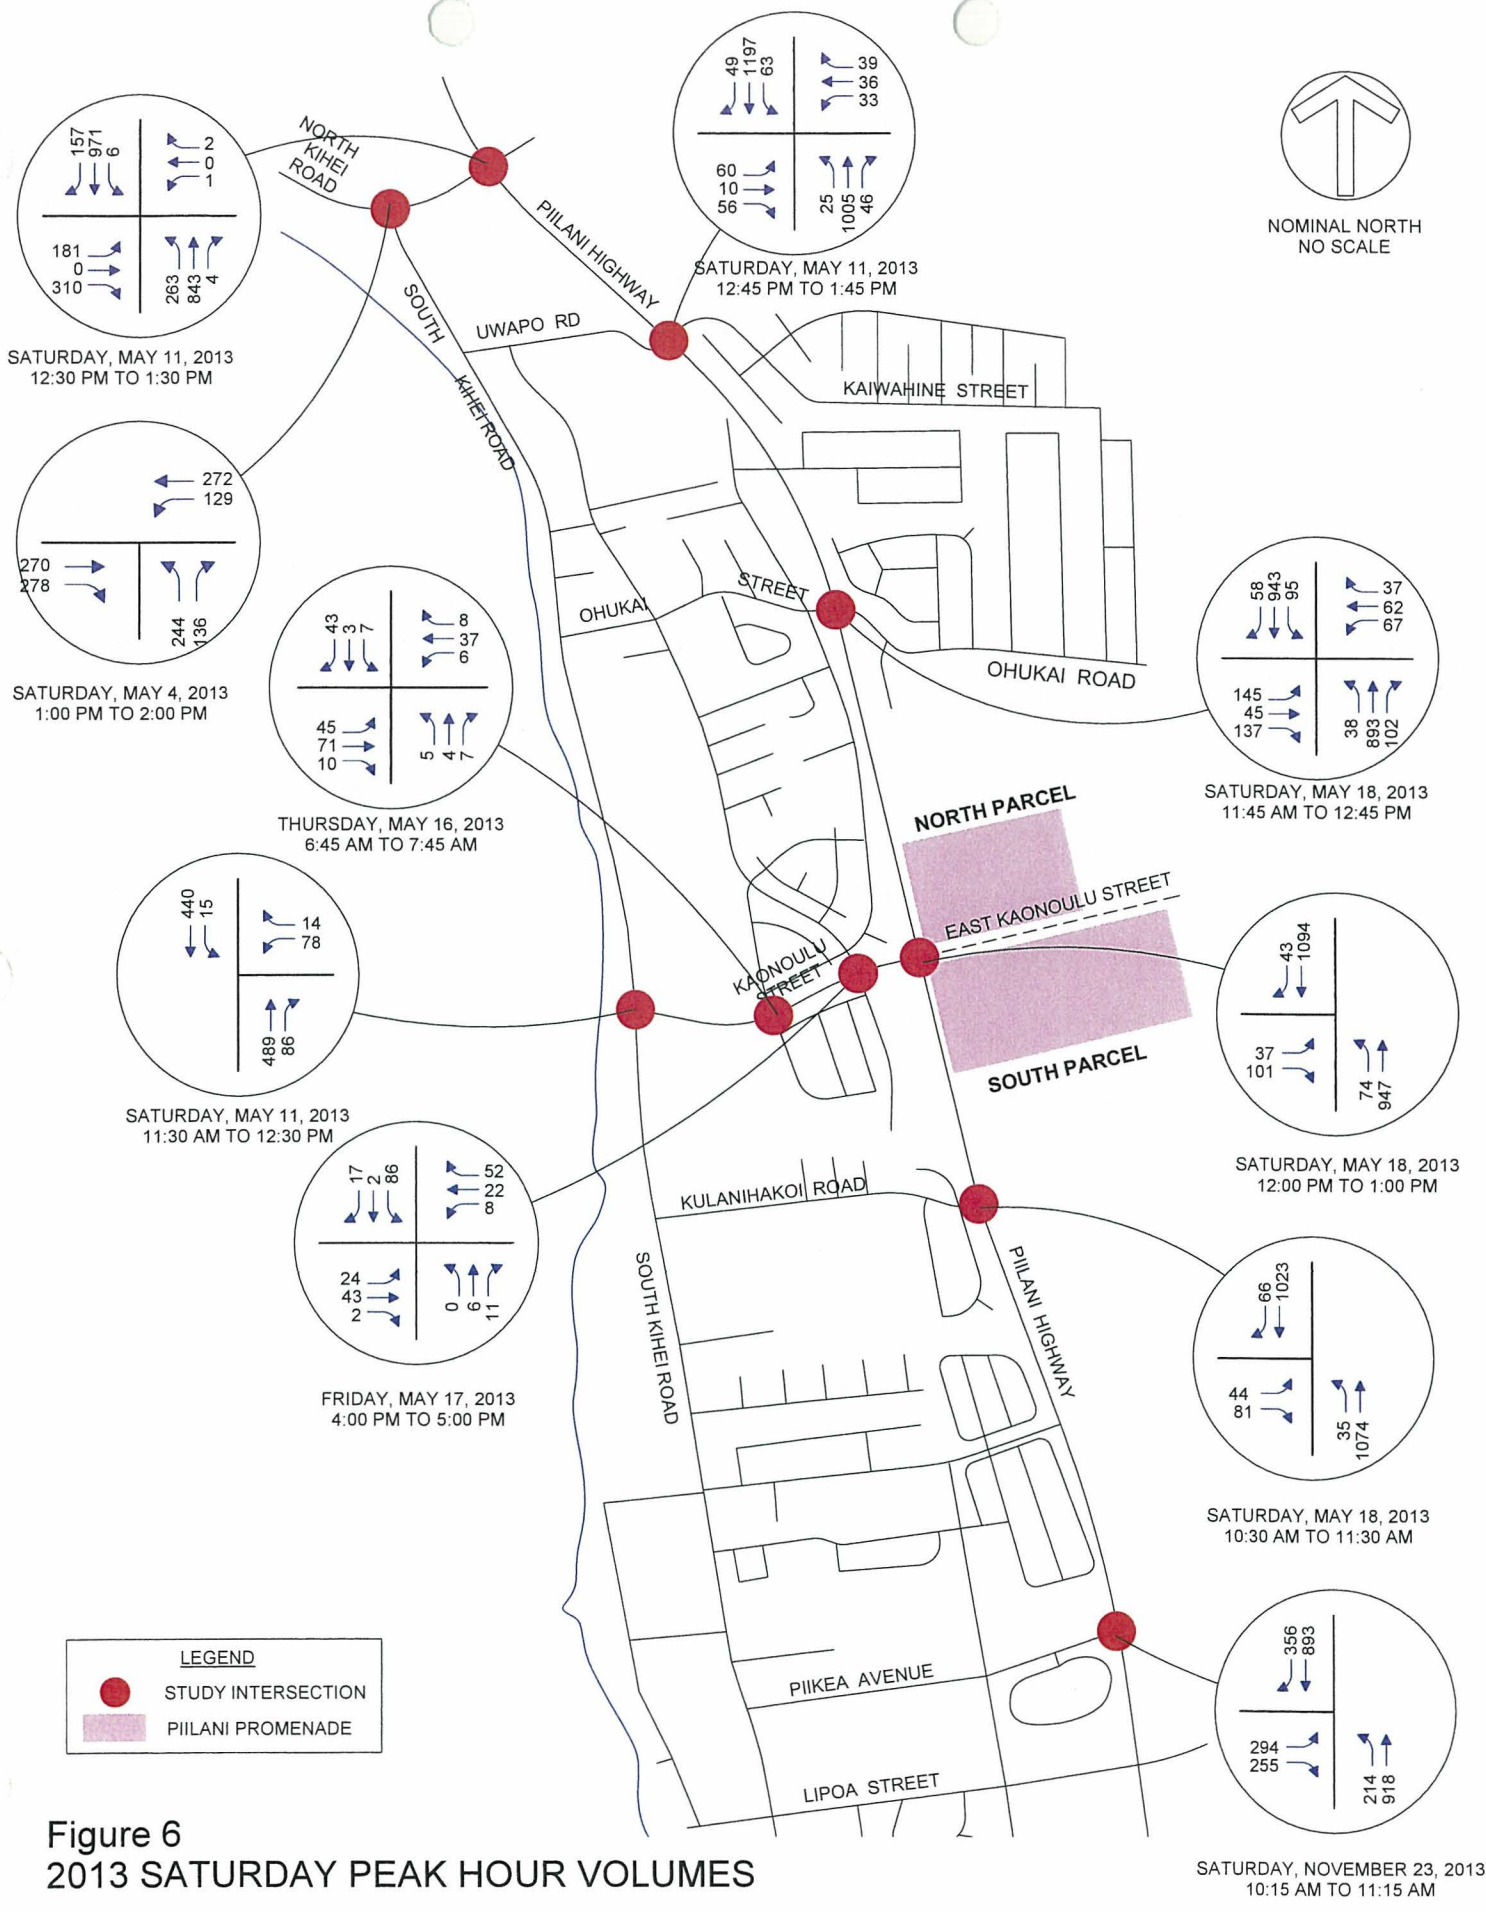 49 1197 63
39
36
33
60
10
56
25 1005 46
SATURDAY, MAY 11, 2013
12:45 PM TO 1:45 PM
157 971 6
2
0
1
181
0
310
263 843 4
SATURDAY, MAY 11, 2013
12:30 PM TO 1:30 PM
NORTH
KIHEI
ROAD
NOMINAL NORTH
NO SCALE
PIILANI HIGHWAY
SOUTH
KIHEI ROAD
UWAPO RD
KAIWAHINE STREET
272
129
270
278
244 136
SATURDAY, MAY 4, 2013
1:00 PM TO 2:00 PM
43 3 7
8
37
6
45
71
10
5 4 7
THURSDAY, MAY 16, 2013
6:45 AM TO 7:45 AM
OHUKAI
STREET
OHUKAI ROAD
58 943 95
37
62
67
145
45
137
38 893 102
SATURDAY, MAY 18, 2013
11:45 AM TO 12:45 PM
NORTH PARCEL
EAST KAONOULU STREET
SOUTH PARCEL
KAONOULU
STREET
440 15
14
78
489 86
SATURDAY, MAY 11, 2013
11:30 AM TO 12:30 PM
43 1094
37
101
74 947
SATURDAY, MAY 18, 2013
12:00 PM TO 1:00 PM
17 2 86
52
22
8
24
43
2
0 6 11
FRIDAY, MAY 17, 2013
4:00 PM TO 5:00 PM
KULANIHAKOI ROAD
SOUTH KIHEI ROAD
PIILANI HIGHWAY
66 1023
44
81
35 1074
SATURDAY, MAY 18, 2013
10:30 AM TO 11:30 AM
356 893
294
255
214 918
SATURDAY, NOVEMBER 23, 2013
10:15 AM TO 11:15 AM
PIIKEA AVENUE
LIPOA STREET
LEGEND
STUDY INTERSECTION
PIILANI PROMENADE
Figure 6
2013 SATURDAY PEAK HOUR VOLUMES